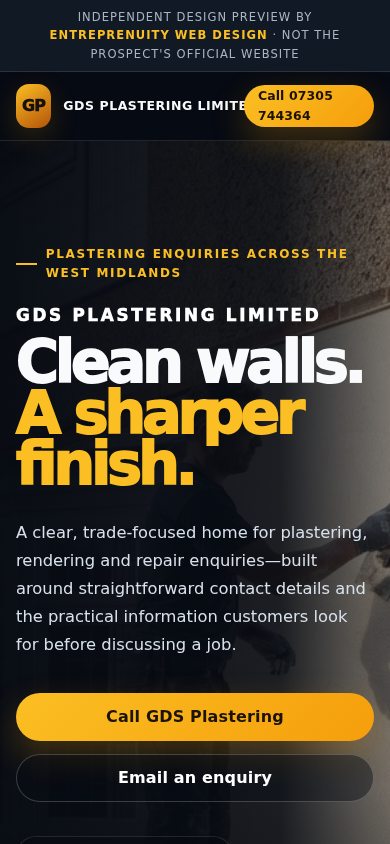 INDEPENDENT DESIGN PREVIEW BY
ENTREPRENUITY WEB DESIGN · NOT THE
PROSPECT'S OFFICIAL WEBSITE
GP
GDS PLASTERING LIMITE
Call 07305
744364
PLASTERING ENQUIRIES ACROSS THE
WEST MIDLANDS
GDS PLASTERING LIMITED
Clean walls.
A sharper
finish.
A clear, trade-focused home for plastering,
rendering and repair enquiries—built
around straightforward contact details and
the practical information customers look
for before discussing a job.
Call GDS Plastering
Email an enquiry